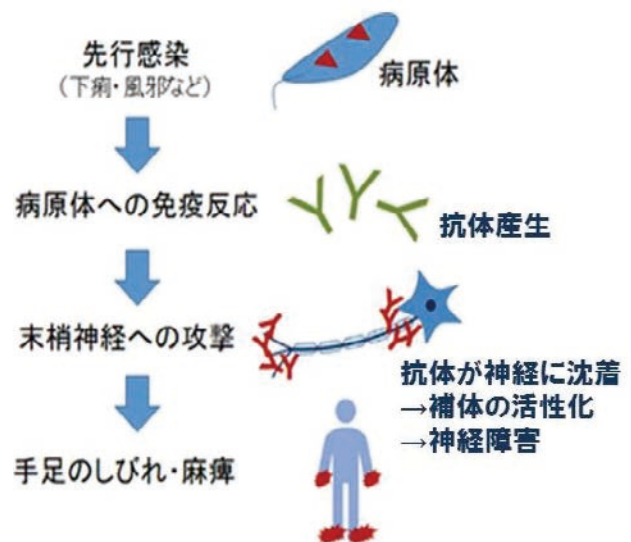 先行感染
（下痢・風邪など）
病原体
病原体への免疫反応
抗体産生
末梢神経への攻撃
抗体が神経に沈着
→補体の活性化
→神経障害
手足のしびれ・麻痺